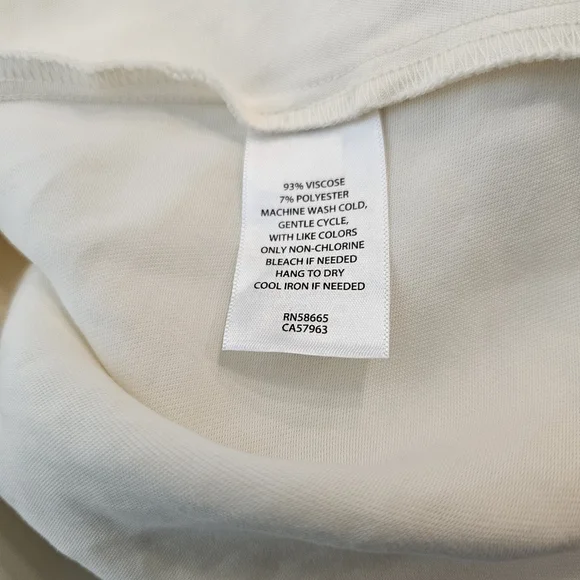 93% VISCOSE
7% POLYESTER
MACHINE WASH COLD,
GENTLE CYCLE,
WITH LIKE COLORS
ONLY NON-CHLORINE
BLEACH IF NEEDED
HANG TO DRY
COOL IRON IF NEEDED
RN58665
CA57963